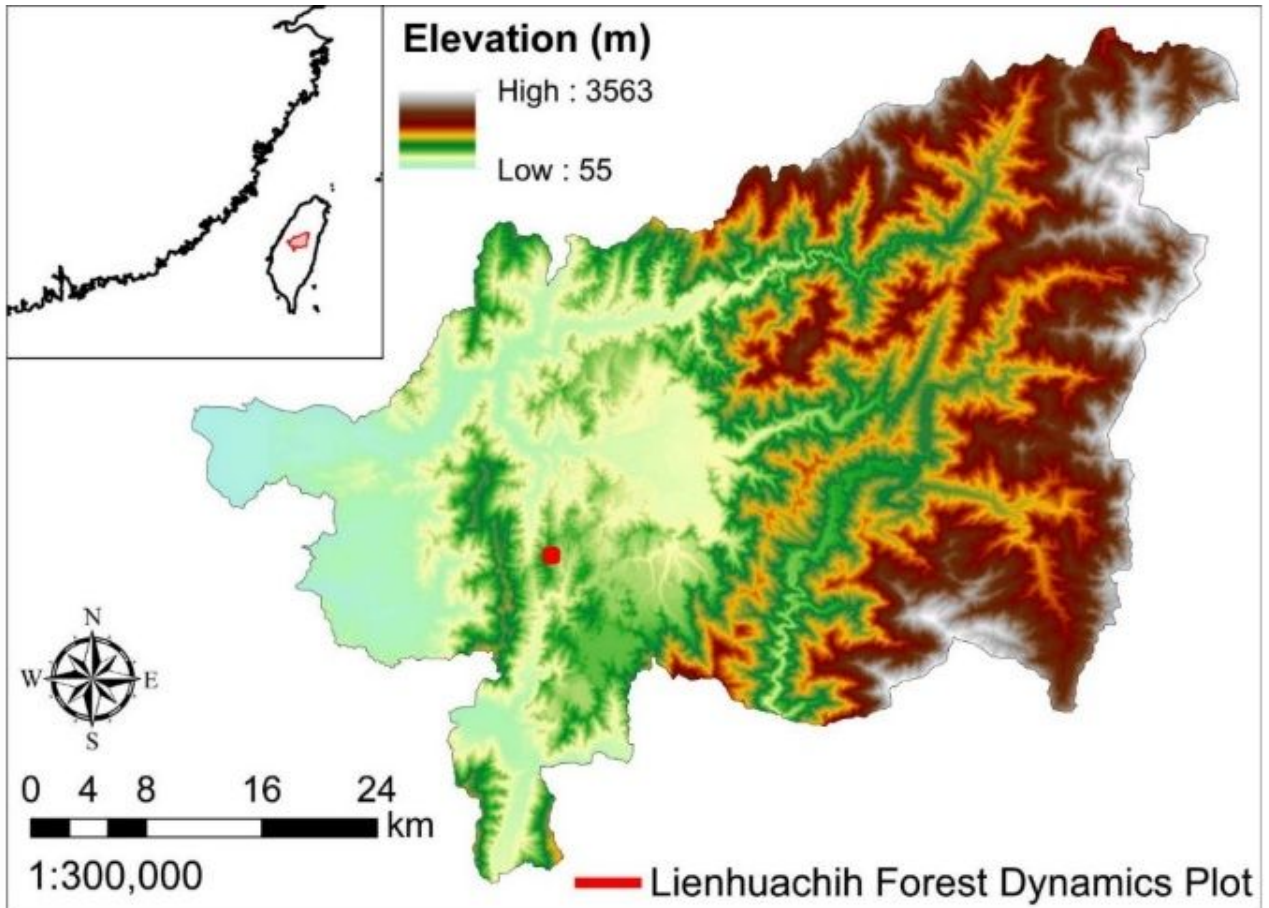 Elevation (m)
High : 3563
Low : 55
N
W E
S
0 4 8 16 24
km
1:300,000
Lienhuachih Forest Dynamics Plot